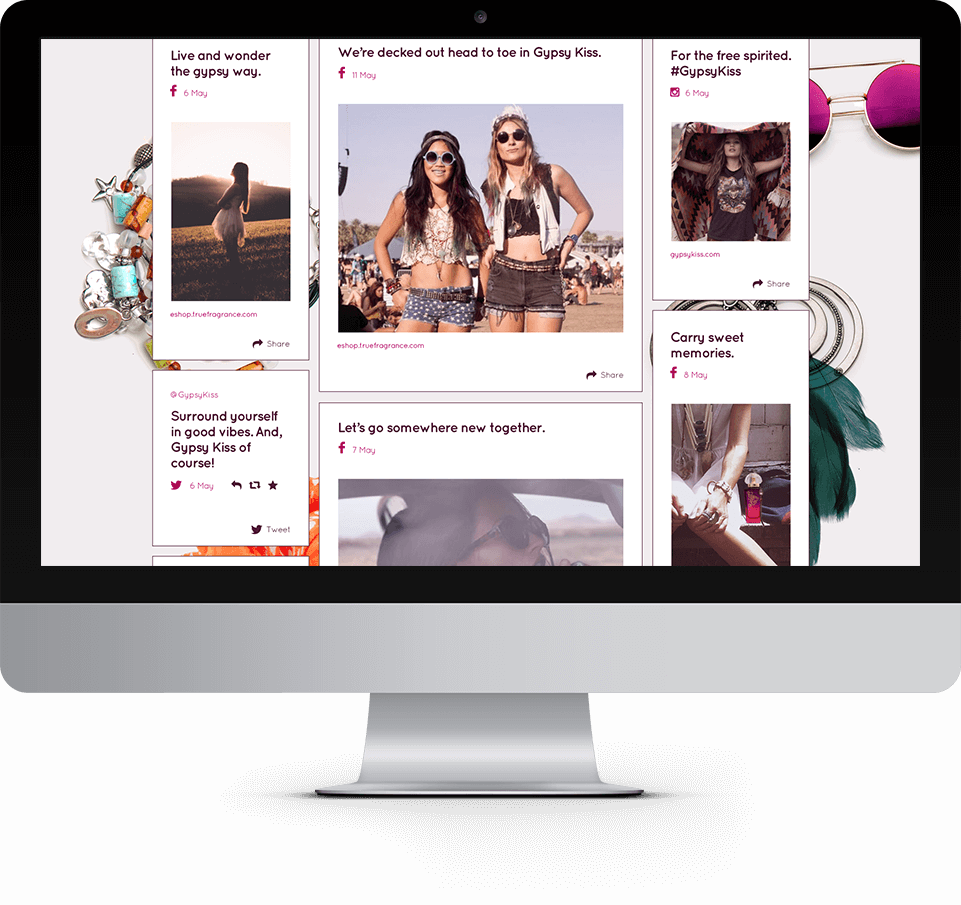 Live and wonder
the gypsy way.
6 May
eshop.truefragrance.com
Share
@GypsyKiss
Surround yourself
in good vibes. And,
Gypsy Kiss of
course!
6 May
Tweet
We’re decked out head to toe in Gypsy Kiss.
11 May
eshop.truefragrance.com
Share
Let’s go somewhere new together.
7 May
For the free spirited.
#GypsyKiss
6 May
gypsykiss.com
Share
Carry sweet
memories.
8 May